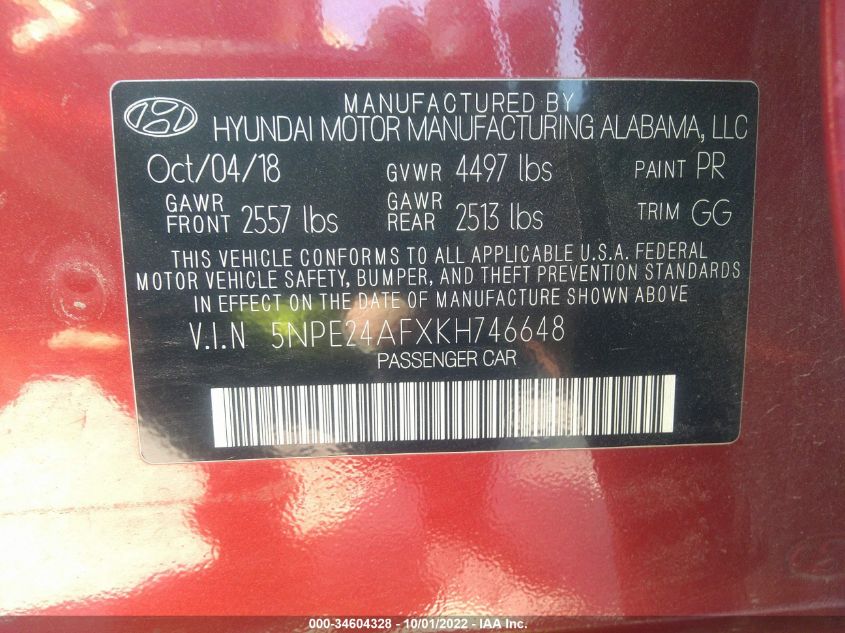 MANUFACTURED BY
HYUNDAI MOTOR MANUFACTURING ALABAMA, LLC
Oct/04/18 GVWR 4497 lbs PAINT PR
GAWR FRONT 2557 lbs GAWR REAR 2513 lbs TRIM GG
THIS VEHICLE CONFORMS TO ALL APPLICABLE U.S.A. FEDERAL
MOTOR VEHICLE SAFETY, BUMPER, AND THEFT PREVENTION STANDARDS
IN EFFECT ON THE DATE OF MANUFACTURE SHOWN ABOVE
V.I.N 5NPE24AFXKH746648
PASSENGER CAR
000-34604328 - 10/01/2022 - IAA Inc.